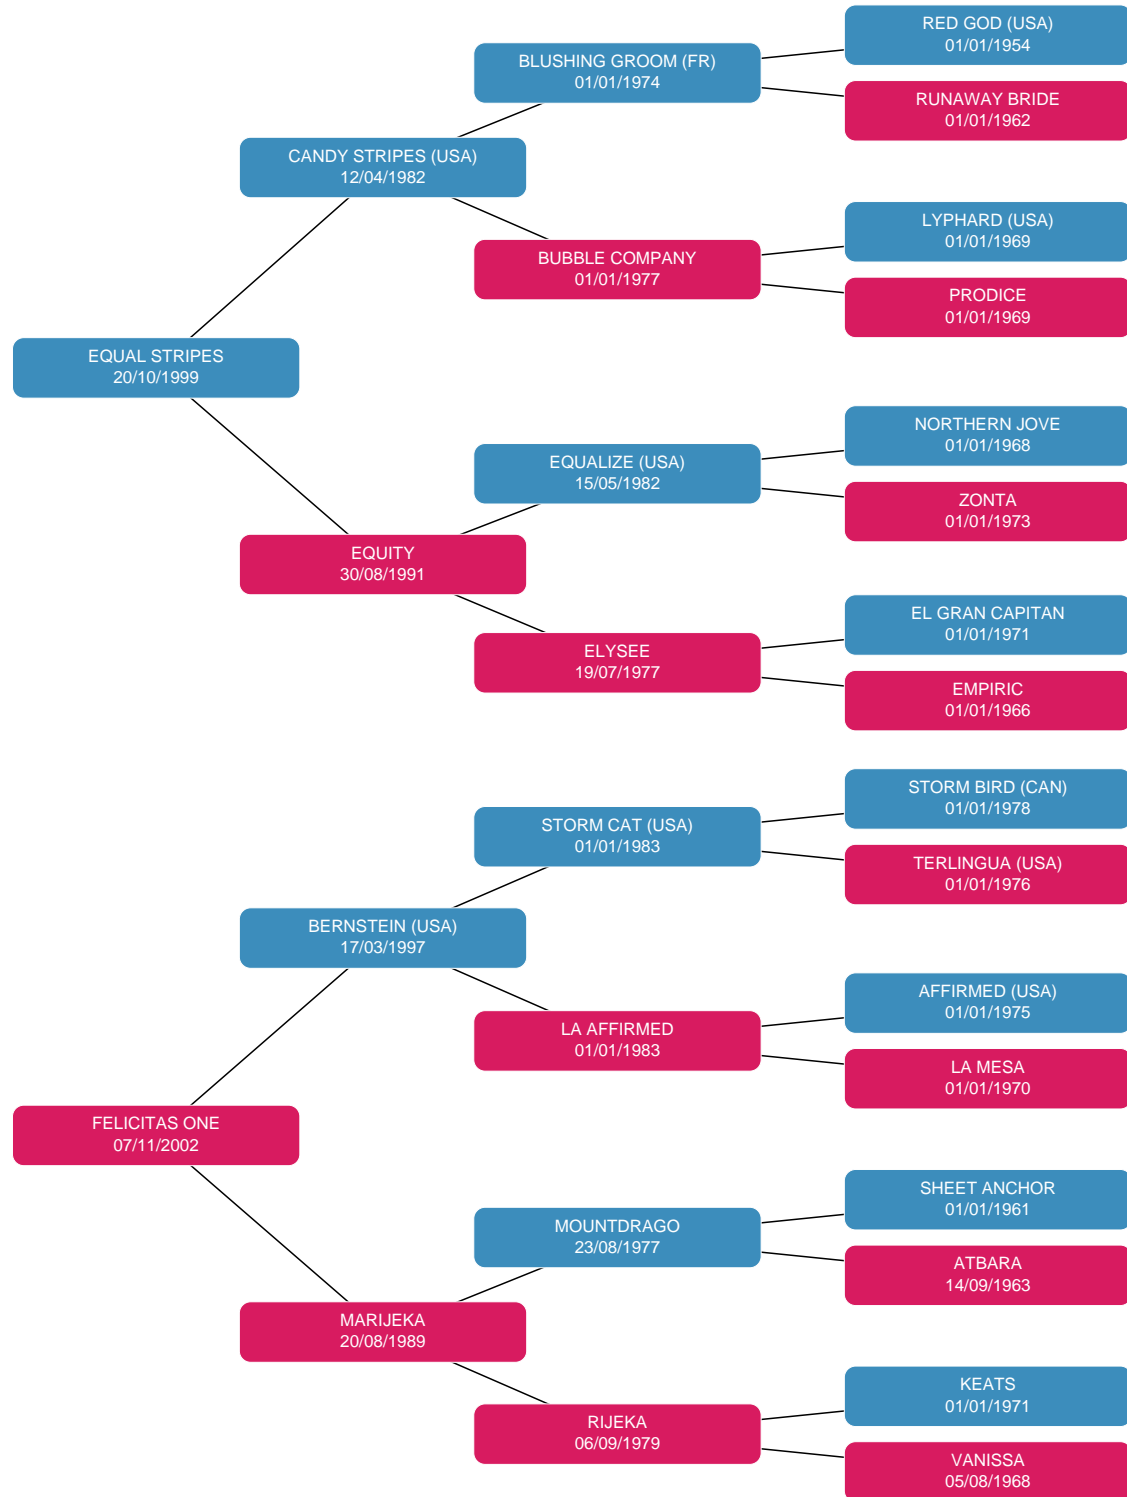 RED GOD (USA)
01/01/1954
BLUSHING GROOM (FR)
01/01/1974
RUNAWAY BRIDE
01/01/1962
CANDY STRIPES (USA)
12/04/1982
LYPHARD (USA)
01/01/1969
BUBBLE COMPANY
01/01/1977
PRODICE
01/01/1969
EQUAL STRIPES
20/10/1999
NORTHERN JOVE
01/01/1968
EQUALIZE (USA)
15/05/1982
ZONTA
01/01/1973
EQUITY
30/08/1991
EL GRAN CAPITAN
01/01/1971
ELYSEE
19/07/1977
EMPIRIC
01/01/1966
STORM BIRD (CAN)
01/01/1978
STORM CAT (USA)
01/01/1983
TERLINGUA (USA)
01/01/1976
BERNSTEIN (USA)
17/03/1997
AFFIRMED (USA)
01/01/1975
LA AFFIRMED
01/01/1983
LA MESA
01/01/1970
FELICITAS ONE
07/11/2002
SHEET ANCHOR
01/01/1961
MOUNTDRAGO
23/08/1977
ATBARA
14/09/1963
MARIJEKA
20/08/1989
KEATS
01/01/1971
RIJEKA
06/09/1979
VANISSA
05/08/1968